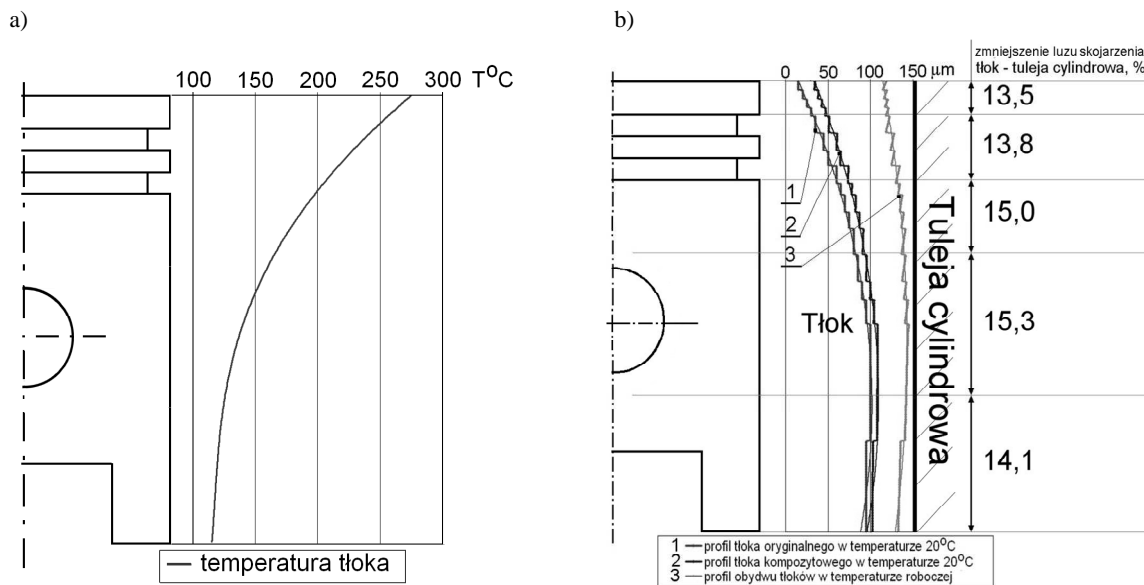 a)
100 150 200 250 300 T°C
temperatura tłoka
b)
zmniejszenie luzu skojarzenia
tłok - tuleja cylindrowa, %
0 50 100 150 µm
13,5
13,8
15,0
15,3
14,1
1
2
3
Tłok
Tuleja cylindrowa
1 profil tłoka oryginalnego w temperaturze 20°C
2 profil tłoka kompozytowego w temperaturze 20°C
3 profil obydwu tłoków w temperaturze roboczej